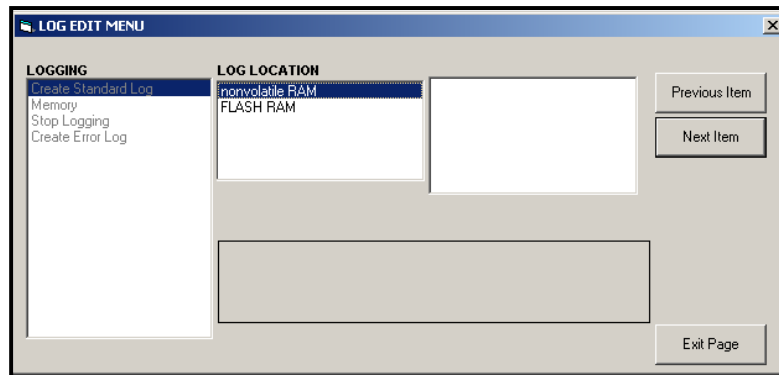 LOG EDIT MENU
LOGGING
Create Standard Log
Memory
Stop Logging
Create Error Log
LOG LOCATION
nonvolatile RAM
FLASH RAM
Previous Item
Next Item
Exit Page